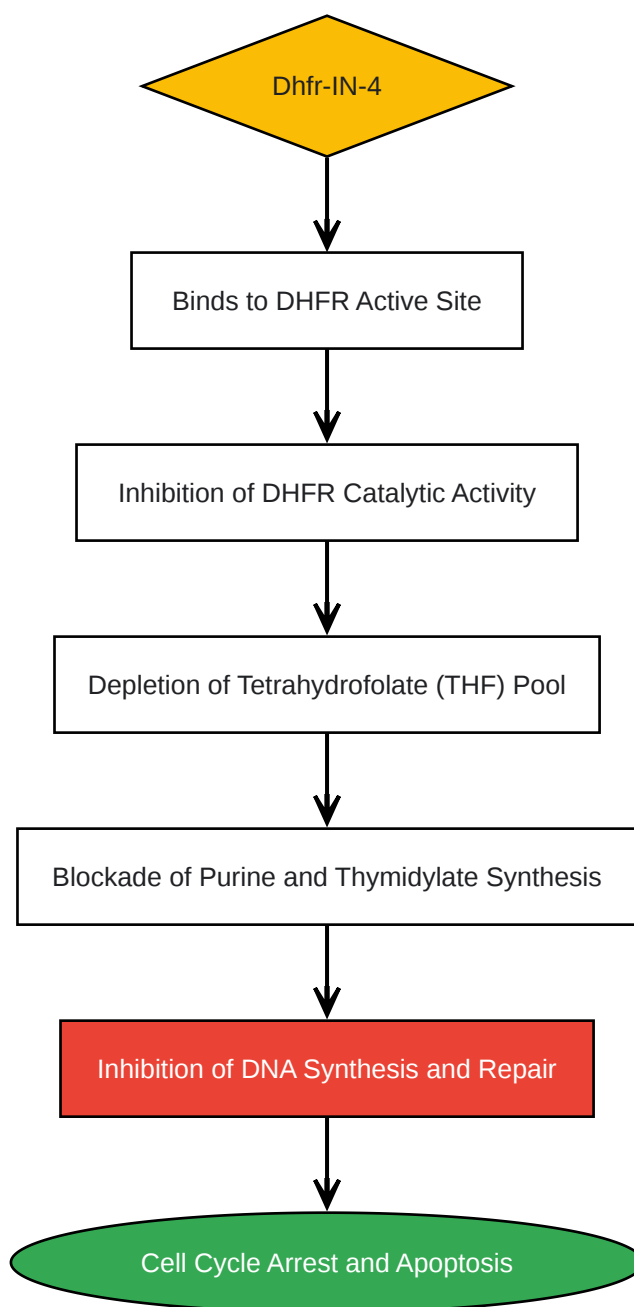 Dhfr-IN-4
Binds to DHFR Active Site
Inhibition of DHFR Catalytic Activity
Depletion of Tetrahydrofolate (THF) Pool
Blockade of Purine and Thymidylate Synthesis
Inhibition of DNA Synthesis and Repair
Cell Cycle Arrest and Apoptosis